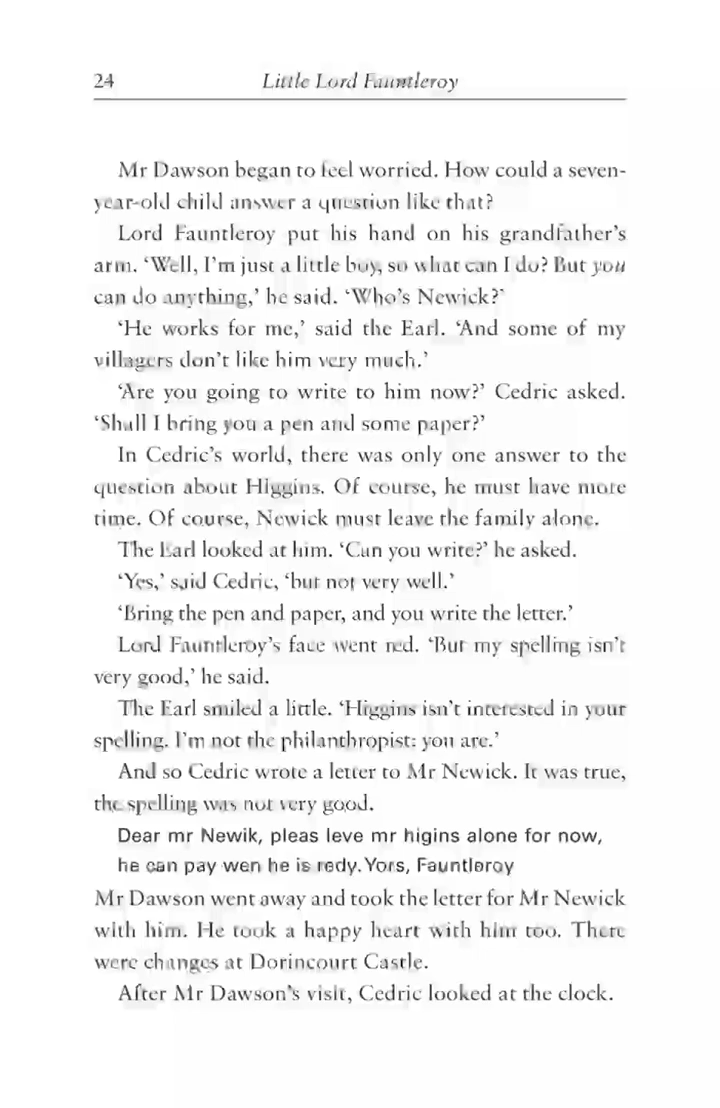 24
Little Lord Fauntleroy
Mr Dawson began to feel worried. How could a seven-
year-old child answer a question like that?
Lord Fauntleroy put his hand on his grandfather's
arm. ‘Well, I'm just a little boy, so what can I do? But you
can do anything,’ he said. ‘Who's Newick?’
‘He works for me,’ said the Earl. ‘And some of my
villagers don't like him very much.’
‘Are you going to write to him now?’ Cedric asked.
‘Shall I bring you a pen and some paper?’
In Cedric's world, there was only one answer to the
question about Higgins. Of course, he must have more
time. Of course, Newick must leave the family alone.
The Earl looked at him. ‘Can you write?’ he asked.
‘Yes,’ said Cedric, ‘but not very well.’
‘Bring the pen and paper, and you write the letter.’
Lord Fauntleroy's face went red. ‘But my spelling isn't
very good,’ he said.
The Earl smiled a little. ‘Higgins isn't interested in your
spelling. I'm not the philanthropist: you are.’
And so Cedric wrote a letter to Mr Newick. It was true,
the spelling was not very good.
Dear mr Newik, pleas leve mr higins alone for now,
he can pay wen he is redy. Yors, Fauntleroy
Mr Dawson went away and took the letter for Mr Newick
with him. He took a happy heart with him too. There
were changes at Dorincourt Castle.
After Mr Dawson's visit, Cedric looked at the clock.